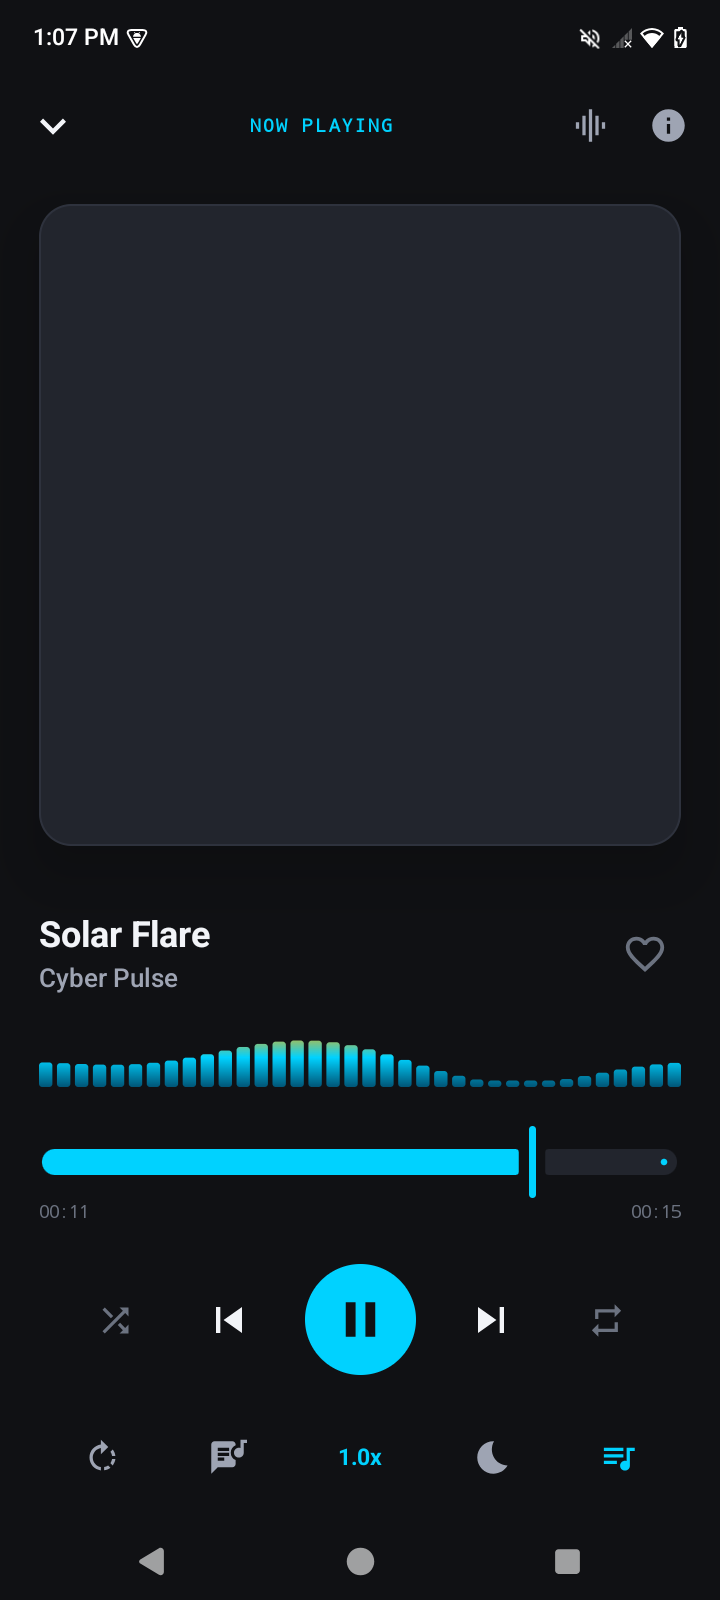 1:07 PM
NOW PLAYING
Solar Flare
Cyber Pulse
00:11
00:15
1.0x